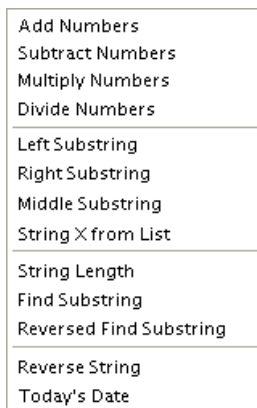 Add Numbers
Subtract Numbers
Multiply Numbers
Divide Numbers
Left Substring
Right Substring
Middle Substring
String X from List
String Length
Find Substring
Reversed Find Substring
Reverse String
Today's Date